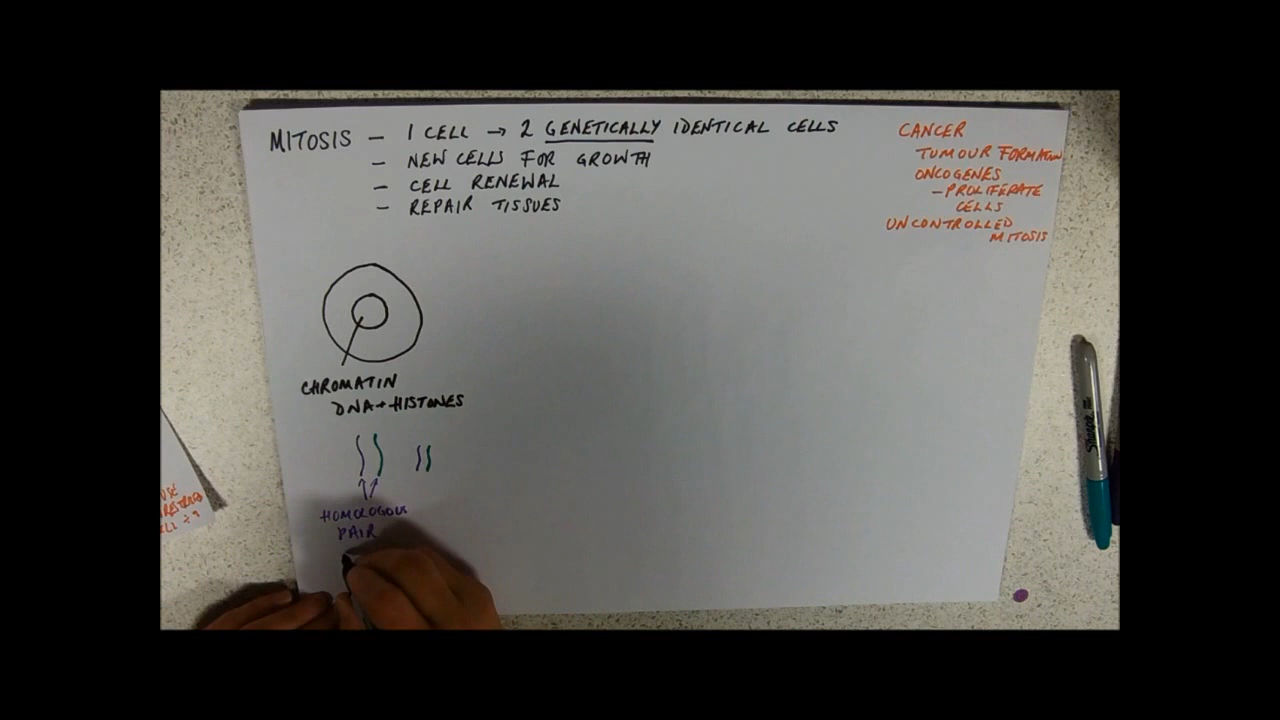 MITOSIS – 1 CELL → 2 GENETICALLY IDENTICAL CELLS
– NEW CELLS FOR GROWTH
– CELL RENEWAL
– REPAIR TISSUES
CANCER
TUMOUR FORMATION
ONCOGENES
– PROLIFERATE
CELLS
UNCONTROLLED
MITOSIS
CHROMATIN
DNA + HISTONES
HOMOLOGOUS
PAIR